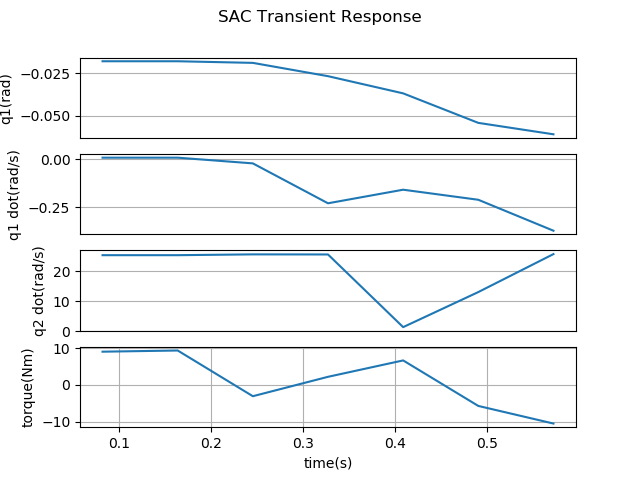 SAC Transient Response
−0.025
−0.050
q1(rad)
0.00
−0.25
q1 dot(rad/s)
20
10
0
q2 dot(rad/s)
10
0
−10
torque(Nm)
0.1 0.2 0.3 0.4 0.5
time(s)